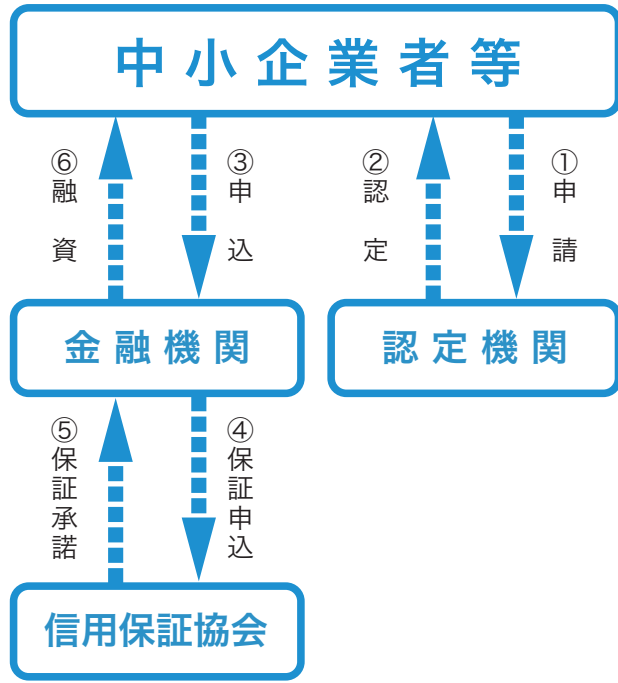 中小企業者等
⑥融資
③申込
②認定
①申請
金融機関
認定機関
⑤保証承諾
④保証申込
信用保証協会